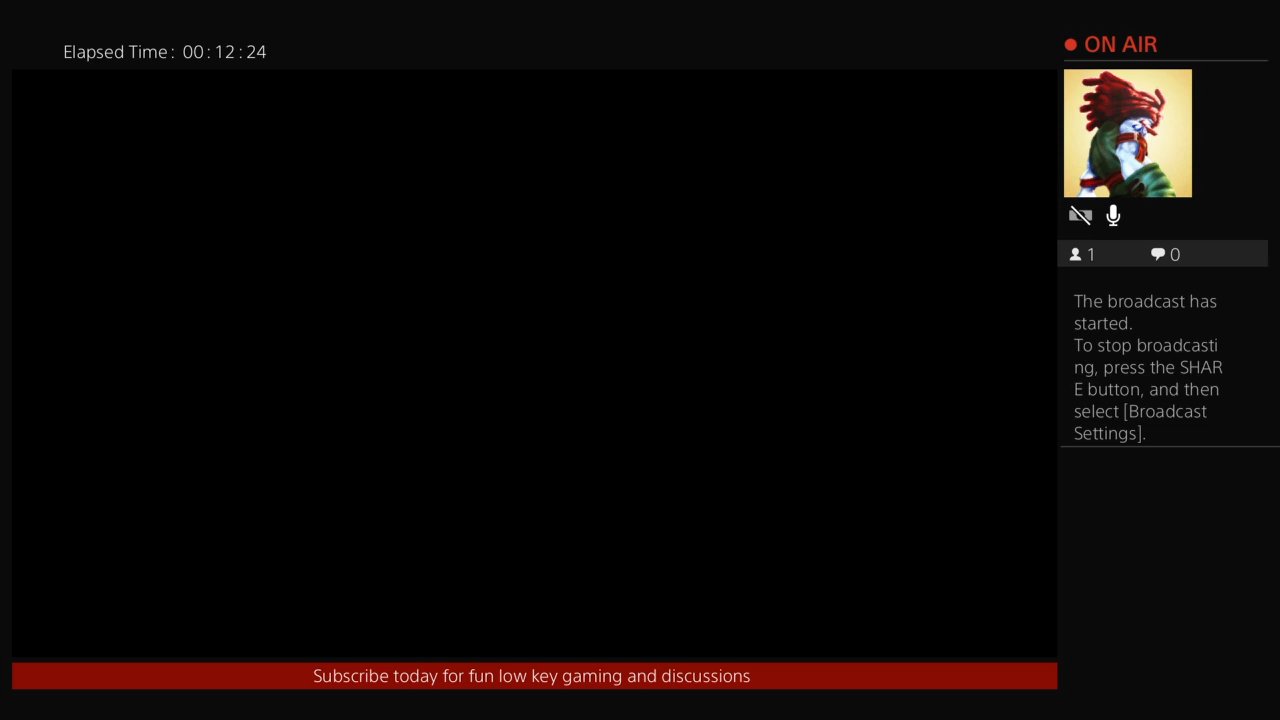 Elapsed Time: 00:12:24
ON AIR
1 0
The broadcast has
started.
To stop broadcasti
ng, press the SHAR
E button, and then
select [Broadcast
Settings].
Subscribe today for fun low key gaming and discussions